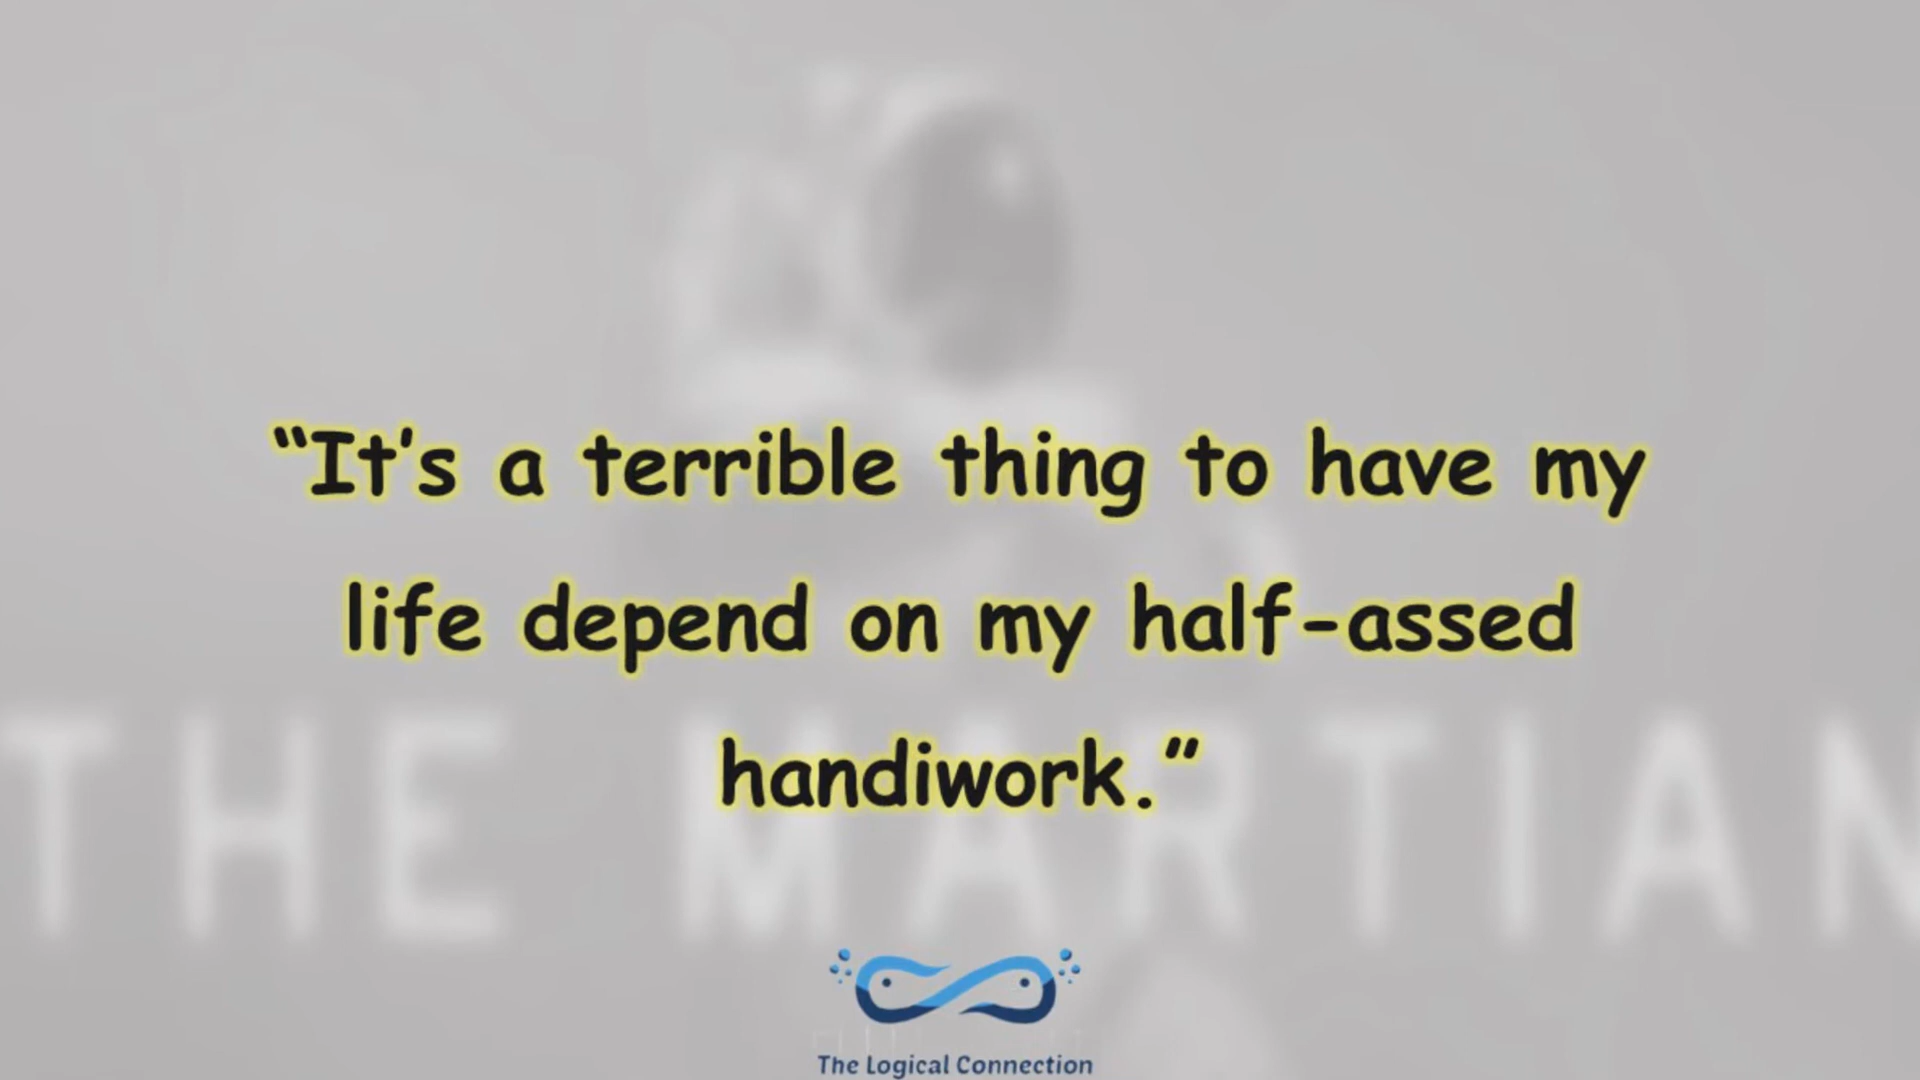 “It’s a terrible thing to have my
life depend on my half-assed
handiwork.”
THE MARTIAN
The Logical Connection